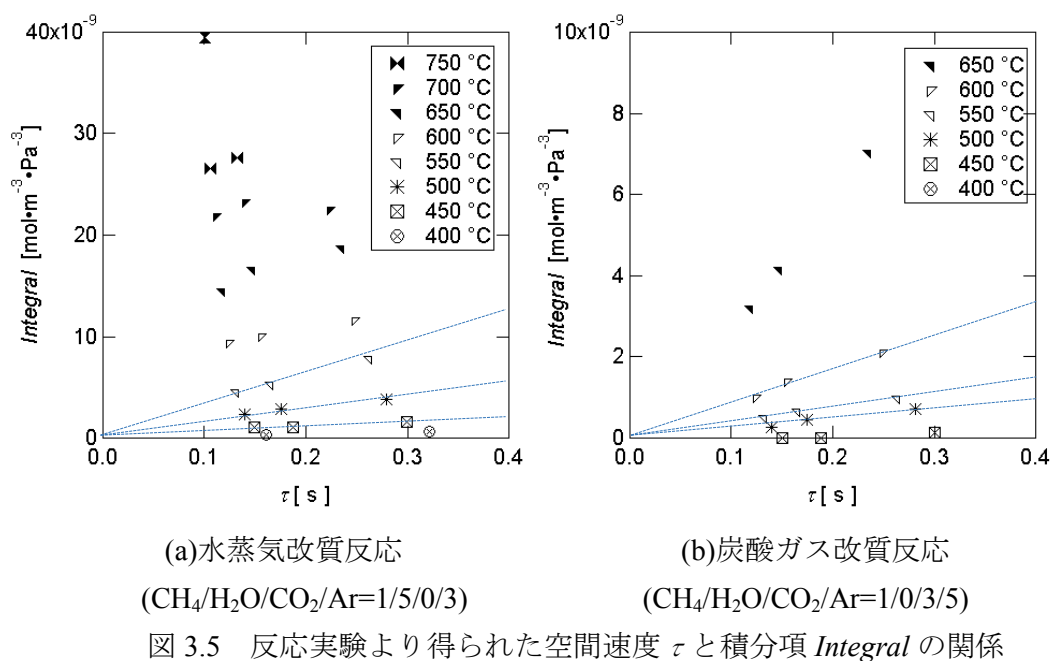 40x10-9
30
20
10
0
Integral [mol•m-3•Pa-3]
0.0
0.1
0.2
0.3
0.4
τ [ s ]
750 °C
700 °C
650 °C
600 °C
550 °C
500 °C
450 °C
400 °C
10x10-9
8
6
4
2
0
Integral [mol•m-3•Pa-3]
0.0
0.1
0.2
0.3
0.4
τ [ s ]
650 °C
600 °C
550 °C
500 °C
450 °C
400 °C
(a)水蒸気改質反応
(CH4/H2O/CO2/Ar=1/5/0/3)
(b)炭酸ガス改質反応
(CH4/H2O/CO2/Ar=1/0/3/5)
図 3.5 反応実験より得られた空間速度 τ と積分項 Integral の関係